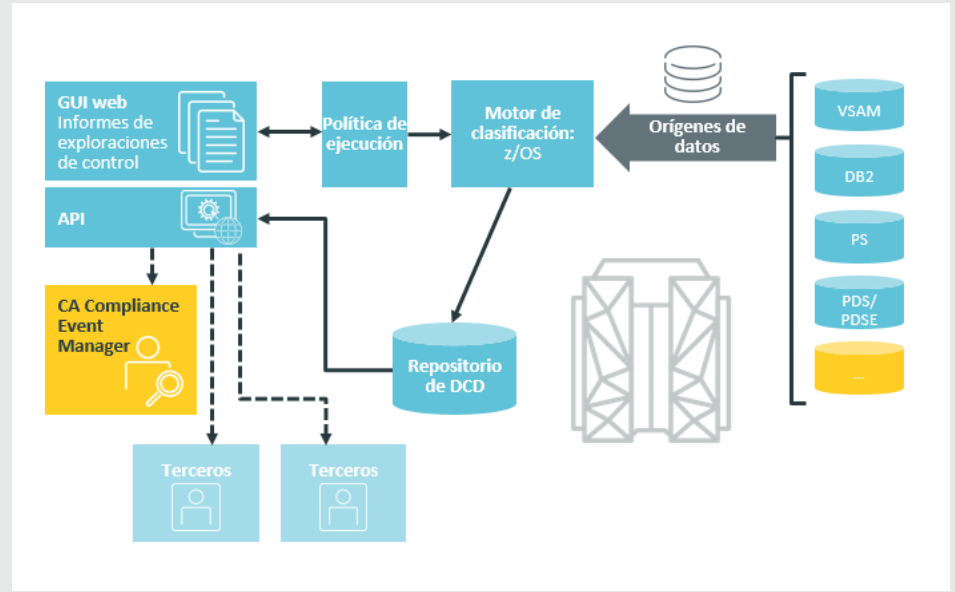 GUI web
Informes de
exploraciones
de control
Política de
ejecución
Motor de
clasificación:
z/OS
Orígenes de
datos
VSAM
DB2
PS
PDS/
PDSE
...
API
CA Compliance
Event
Manager
Repositorio
de DCD
Terceros
Terceros